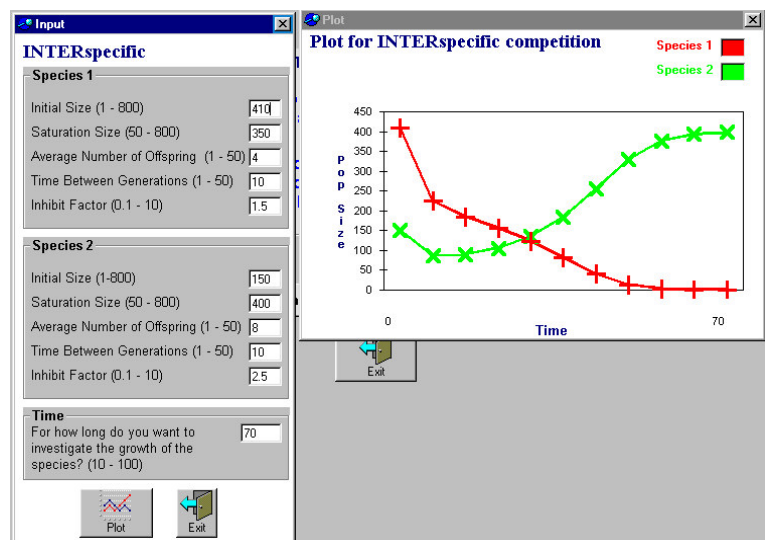 Input
INTERspecific
Species 1
Initial Size (1 - 800) 410
Saturation Size (50 - 800) 350
Average Number of Offspring (1 - 50) 4
Time Between Generations (1 - 50) 10
Inhibit Factor (0.1 - 10) 1.5
Species 2
Initial Size (1-800) 150
Saturation Size (50 - 800) 400
Average Number of Offspring (1 - 50) 8
Time Between Generations (1 - 50) 10
Inhibit Factor (0.1 - 10) 2.5
Time
For how long do you want to 70
investigate the growth of the
species? (10 - 100)
Plot
Exit
Plot
Plot for INTERspecific competition
Species 1
Species 2
Pop Size
450
400
350
300
250
200
150
100
50
0
0 70
Time
Exit